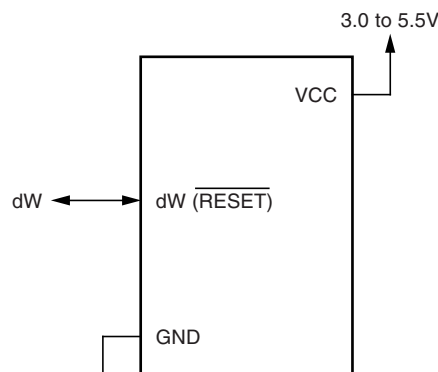 3.0 to 5.5V
VCC
dW
dW (RESET)
GND